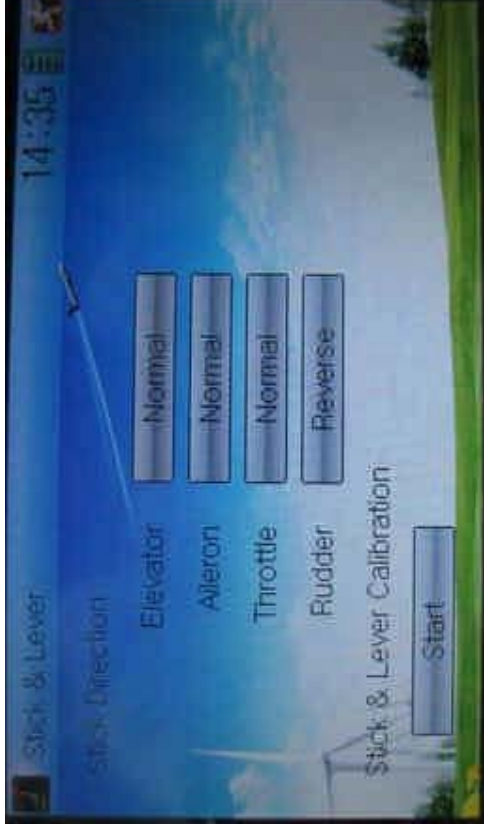 Stick & Lever 14:35
Stick Direction
Elevator Normal
Aileron Normal
Throttle Normal
Rudder Reverse
Stick & Lever Calibration
Start